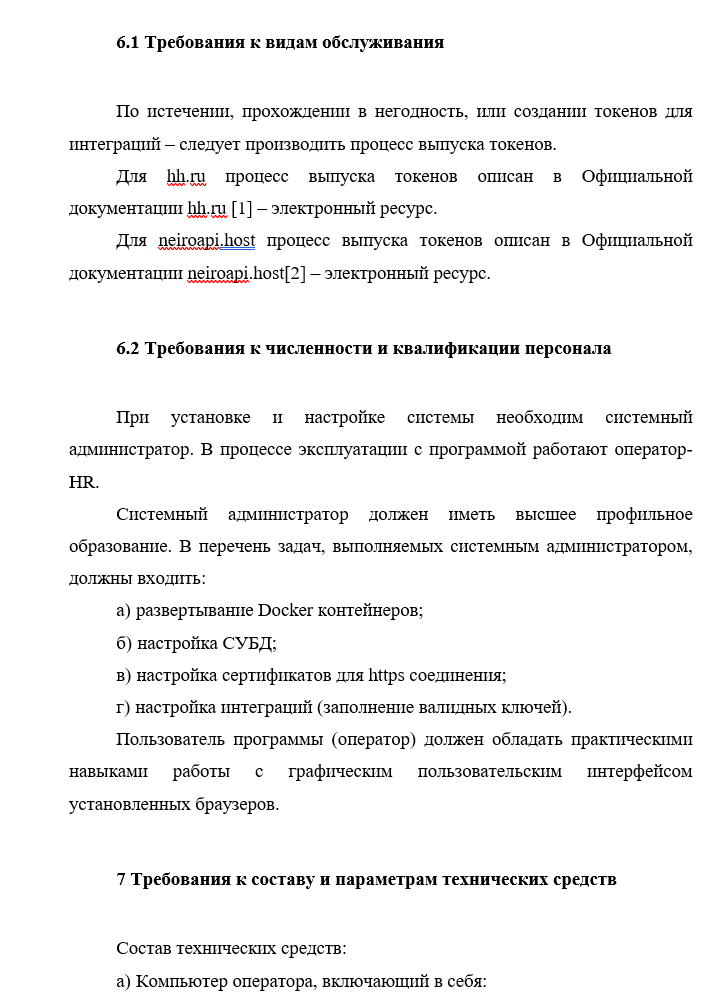 6.1 Требования к видам обслуживания
По истечении, прохождении в негодность, или создании токенов для
интеграций – следует производить процесс выпуска токенов.
Для hh.ru процесс выпуска токенов описан в Официальной
документации hh.ru [1] – электронный ресурс.
Для neiroapi.host процесс выпуска токенов описан в Официальной
документации neiroapi.host[2] – электронный ресурс.
6.2 Требования к численности и квалификации персонала
При установке и настройке системы необходим системный
администратор. В процессе эксплуатации с программой работают оператор-
HR.
Системный администратор должен иметь высшее профильное
образование. В перечень задач, выполняемых системным администратором,
должны входить:
а) развертывание Docker контейнеров;
б) настройка СУБД;
в) настройка сертификатов для https соединения;
г) настройка интеграций (заполнение валидных ключей).
Пользователь программы (оператор) должен обладать практическими
навыками работы с графическим пользовательским интерфейсом
установленных браузеров.
7 Требования к составу и параметрам технических средств
Состав технических средств:
а) Компьютер оператора, включающий в себя: